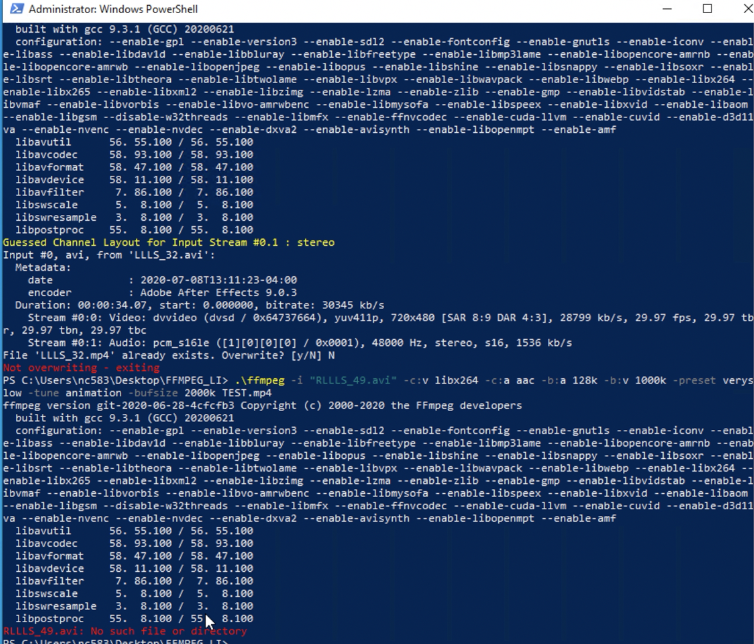 Administrator: Windows PowerShell
built with gcc 9.3.1 (GCC) 20200621
configuration: --enable-gpl --enable-version3 --enable-sdl2 --enable-fontconfig --enable-gnutls --enable-iconv --enabl
e-libass --enable-libdav1d --enable-libbluray --enable-libfreetype --enable-libmp3lame --enable-libopencore-amrnb --enab
le-libopencore-amrwb --enable-libopenjpeg --enable-libopus --enable-libshine --enable-libsnappy --enable-libsoxr --enabl
e-libsrt --enable-libtheora --enable-libtwolame --enable-libvpx --enable-libwavpack --enable-libwebp --enable-libx264 --
enable-libx265 --enable-libxml2 --enable-libzimg --enable-lzma --enable-zlib --enable-gmp --enable-libvidstab --enable-l
ibvmaf --enable-libvorbis --enable-libvo-amrwbenc --enable-libmysofa --enable-libspeex --enable-libxvid --enable-libaom
--enable-libgsm --disable-w32threads --enable-libmfx --enable-ffnvcodec --enable-cuda-llvm --enable-cuvid --enable-d3d11
va --enable-nvenc --enable-nvdec --enable-dxva2 --enable-avisynth --enable-libopenmpt --enable-amf
libavutil 56. 55.100 / 56. 55.100
libavcodec 58. 93.100 / 58. 93.100
libavformat 58. 47.100 / 58. 47.100
libavdevice 58. 11.100 / 58. 11.100
libavfilter 7. 86.100 / 7. 86.100
libswscale 5. 8.100 / 5. 8.100
libswresample 3. 8.100 / 3. 8.100
libpostproc 55. 8.100 / 55. 8.100
Guessed Channel Layout for Input Stream #0.1 : stereo
Input #0, avi, from 'LLLS_32.avi':
Metadata:
date : 2020-07-08T13:11:23-04:00
encoder : Adobe After Effects 9.0.3
Duration: 00:00:34.07, start: 0.000000, bitrate: 30345 kb/s
Stream #0:0: Video: dvvideo (dvsd / 0x64737664), yuv411p, 720x480 [SAR 8:9 DAR 4:3], 28799 kb/s, 29.97 fps, 29.97 tb
r, 29.97 tbn, 29.97 tbc
Stream #0:1: Audio: pcm_s16le ([1][0][0][0] / 0x0001), 48000 Hz, stereo, s16, 1536 kb/s
File 'LLLS_32.mp4' already exists. Overwrite? [y/N] N
Not overwriting - exiting
PS C:\Users\nc583\Desktop\FFMPEG_LI> .\ffmpeg -i "RLLLS_49.avi" -c:v libx264 -c:a aac -b:a 128k -b:v 1000k -preset verys
low -tune animation -bufsize 2000k TEST.mp4
ffmpeg version git-2020-06-28-4cfcfb3 Copyright (c) 2000-2020 the FFmpeg developers
built with gcc 9.3.1 (GCC) 20200621
configuration: --enable-gpl --enable-version3 --enable-sdl2 --enable-fontconfig --enable-gnutls --enable-iconv --enabl
e-libass --enable-libdav1d --enable-libbluray --enable-libfreetype --enable-libmp3lame --enable-libopencore-amrnb --enab
le-libopencore-amrwb --enable-libopenjpeg --enable-libopus --enable-libshine --enable-libsnappy --enable-libsoxr --enabl
e-libsrt --enable-libtheora --enable-libtwolame --enable-libvpx --enable-libwavpack --enable-libwebp --enable-libx264 --
enable-libx265 --enable-libxml2 --enable-libzimg --enable-lzma --enable-zlib --enable-gmp --enable-libvidstab --enable-l
ibvmaf --enable-libvorbis --enable-libvo-amrwbenc --enable-libmysofa --enable-libspeex --enable-libxvid --enable-libaom
--enable-libgsm --disable-w32threads --enable-libmfx --enable-ffnvcodec --enable-cuda-llvm --enable-cuvid --enable-d3d11
va --enable-nvenc --enable-nvdec --enable-dxva2 --enable-avisynth --enable-libopenmpt --enable-amf
libavutil 56. 55.100 / 56. 55.100
libavcodec 58. 93.100 / 58. 93.100
libavformat 58. 47.100 / 58. 47.100
libavdevice 58. 11.100 / 58. 11.100
libavfilter 7. 86.100 / 7. 86.100
libswscale 5. 8.100 / 5. 8.100
libswresample 3. 8.100 / 3. 8.100
libpostproc 55. 8.100 / 55. 8.100
RLLLS_49.avi: No such file or directory
PS C:\Users\nc583\Desktop\FFMPEG_LI>